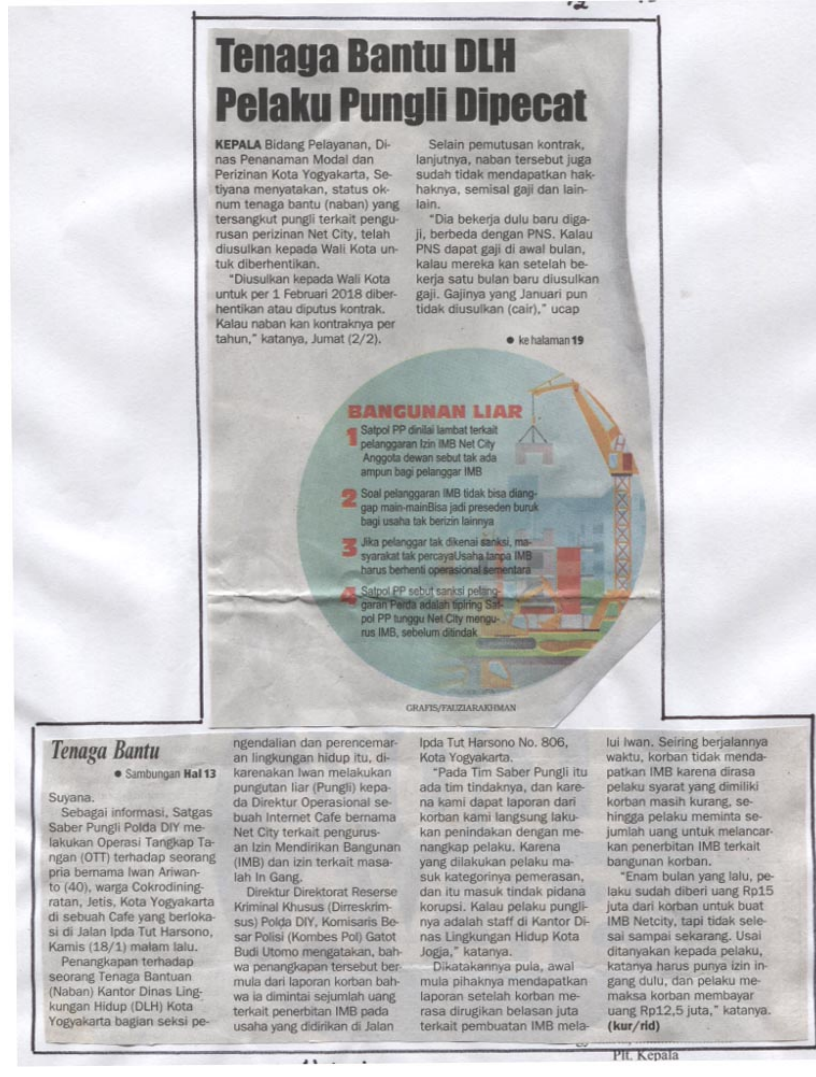 Tenaga Bantu DLH
Pelaku Pungli Dipecat
KEPALA Bidang Pelayanan, Di-
nas Penanaman Modal dan
Perizinan Kota Yogyakarta, Se-
tiyana menyatakan, status ok-
num tenaga bantu (naban) yang
tersangkut pungli terkait pengu-
rusan perizinan Net City, telah
diusulkan kepada Wali Kota un-
tuk diberhentikan.
"Diusulkan kepada Wali Kota
untuk per 1 Februari 2018 diber-
hentikan atau diputus kontrak.
Kalau naban kan kontraknya per
tahun," katanya, Jumat (2/2).
Selain pemutusan kontrak,
lanjutnya, naban tersebut juga
sudah tidak mendapatkan hak-
haknya, semisal gaji dan lain-
lain.
"Dia bekerja dulu baru diga-
ji, berbeda dengan PNS. Kalau
PNS dapat gaji di awal bulan,
kalau mereka kan setelah be-
kerja satu bulan baru diusulkan
gaji. Gajinya yang Januari pun
tidak diusulkan (cair)," ucap
● ke halaman 19
BANGUNAN LIAR
1 Satpol PP dinilai lambat terkait
pelanggaran Izin IMB Net City
Anggota dewan sebut tak ada
ampun bagi pelanggar IMB
2 Soal pelanggaran IMB tidak bisa diang-
gap main-mainBisa jadi preseden buruk
bagi usaha tak berizin lainnya
3 Jika pelanggar tak dikenai sanksi, ma-
syarakat tak percayaUsaha tanpa IMB
harus berhenti operasional sementara
4 Satpol PP sebut sanksi pelang-
garan Perda adalah tipiring Sat-
pol PP tunggu Net City mengu-
rus IMB, sebelum ditindak
GRAFIS/FAUZIARAKHMAN
Tenaga Bantu
● Sambungan Hal 13
Suyana.
Sebagai informasi, Satgas
Saber Pungli Polda DIY me-
lakukan Operasi Tangkap Ta-
ngan (OTT) terhadap seorang
pria bernama Iwan Ariwan-
to (40), warga Cokrodining-
ratan, Jetis, Kota Yogyakarta
di sebuah Cafe yang berloka-
si di Jalan Ipda Tut Harsono,
Kamis (18/1) malam lalu.
Penangkapan terhadap
seorang Tenaga Bantuan
(Naban) Kantor Dinas Ling-
kungan Hidup (DLH) Kota
Yogyakarta bagian seksi pe-
ngendalian dan perencemar-
an lingkungan hidup itu, di-
karenakan Iwan melakukan
pungutan liar (Pungli) kepa-
da Direktur Operasional se-
buah Internet Cafe bernama
Net City terkait pengurus-
an Izin Mendirikan Bangunan
(IMB) dan izin terkait masa-
lah In Gang.
Direktur Direktorat Reserse
Kriminal Khusus (Dirreskrim-
sus) Polda DIY, Komisaris Be-
sar Polisi (Kombes Pol) Gatot
Budi Utomo mengatakan, bah-
wa penangkapan tersebut ber-
mula dari laporan korban bah-
wa ia dimintai sejumlah uang
terkait penerbitan IMB pada
usaha yang didirikan di Jalan
Ipda Tut Harsono No. 806,
Kota Yogyakarta.
"Pada Tim Saber Pungli itu
ada tim tindaknya, dan kare-
na kami dapat laporan dari
korban kami langsung laku-
kan penindakan dengan me-
nangkap pelaku. Karena
yang dilakukan pelaku ma-
suk kategorinya pemerasan,
dan itu masuk tindak pidana
korupsi. Kalau pelaku pungli-
nya adalah staff di Kantor Di-
nas Lingkungan Hidup Kota
Jogja," katanya.
Dikatakannya pula, awal
mula pihaknya mendapatkan
laporan setelah korban me-
rasa dirugikan belasan juta
terkait pembuatan IMB mela-
lui Iwan. Seiring berjalannya
waktu, korban tidak menda-
patkan IMB karena dirasa
pelaku syarat yang dimiliki
korban masih kurang, se-
hingga pelaku meminta se-
jumlah uang untuk melancar-
kan penerbitan IMB terkait
bangunan korban.
"Enam bulan yang lalu, pe-
laku sudah diberi uang Rp15
juta dari korban untuk buat
IMB Netcity, tapi tidak sele-
sai sampai sekarang. Usai
ditanyakan kepada pelaku,
katanya harus punya izin in-
gang dulu, dan pelaku me-
maksa korban membayar
uang Rp12,5 juta," katanya.
(kur/rid)
Plt. Kepala